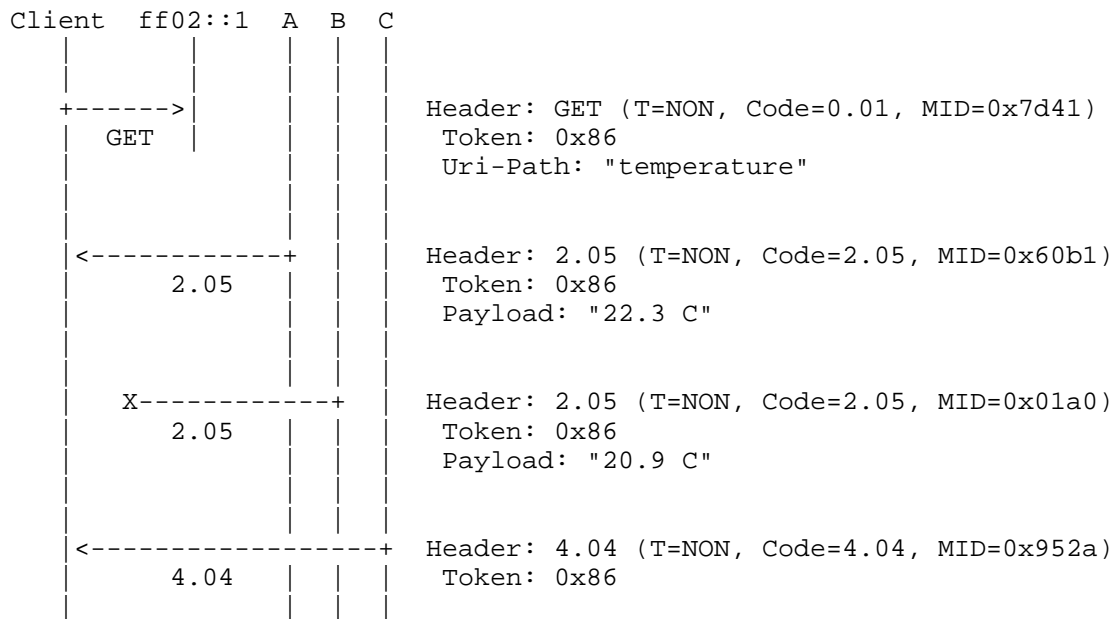 Client ff02::1 A B C
+------>| Header: GET (T=NON, Code=0.01, MID=0x7d41)
GET Token: 0x86
Uri-Path: "temperature"
<------------+ Header: 2.05 (T=NON, Code=2.05, MID=0x60b1)
2.05 Token: 0x86
Payload: "22.3 C"
X------------+ Header: 2.05 (T=NON, Code=2.05, MID=0x01a0)
2.05 Token: 0x86
Payload: "20.9 C"
<------------------+ Header: 4.04 (T=NON, Code=4.04, MID=0x952a)
4.04 Token: 0x86